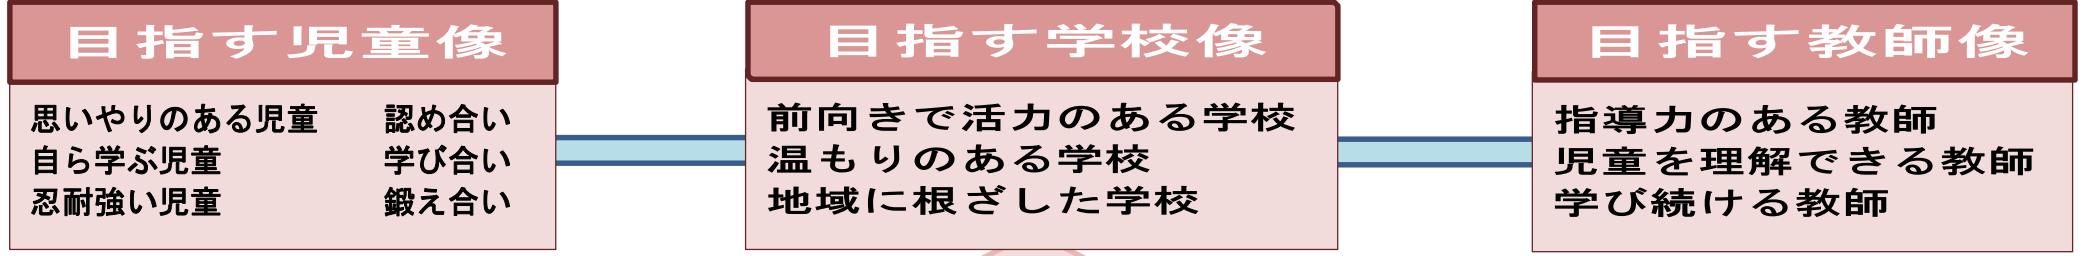 目指す児童像
思いやりのある児童　　認め合い
自ら学ぶ児童　　学び合い
忍耐強い児童　　鍛え合い
目指す学校像
前向きで活力のある学校
温もりのある学校
地域に根ざした学校
目指す教師像
指導力のある教師
児童を理解できる教師
学び続ける教師